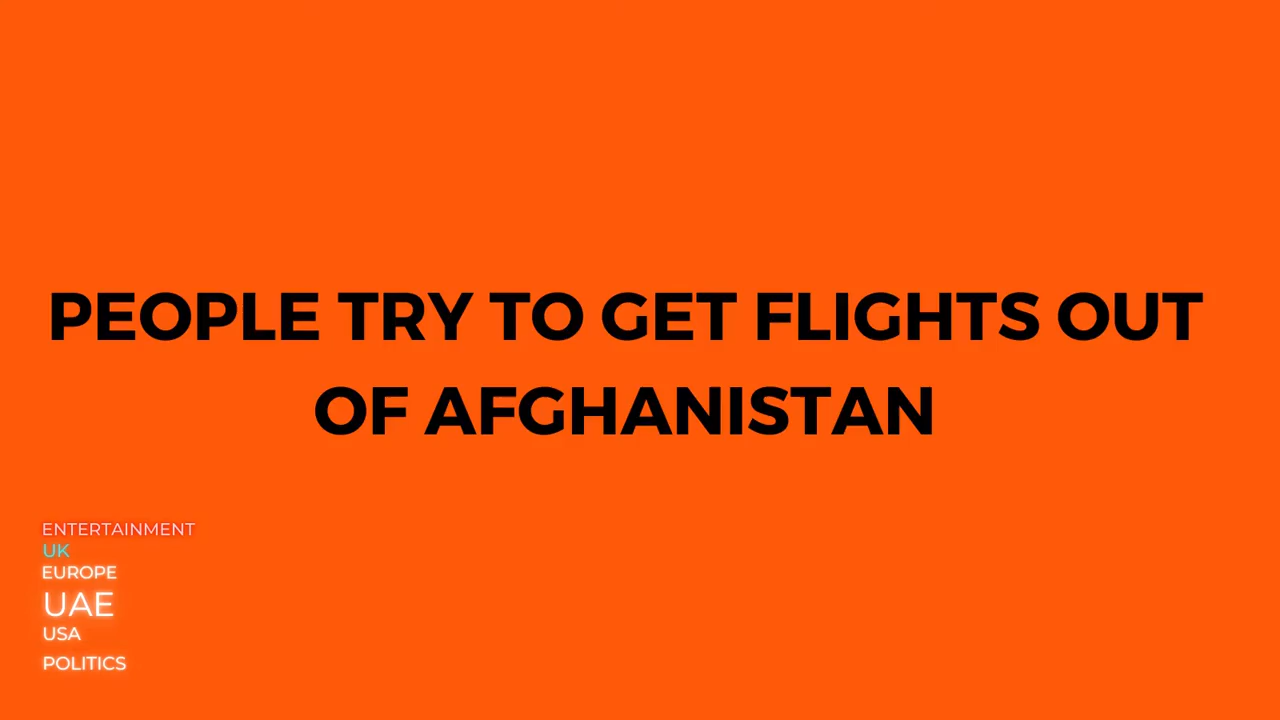 PEOPLE TRY TO GET FLIGHTS OUT
OF AFGHANISTAN
ENTERTAINMENT
UK
EUROPE
UAE
USA
POLITICS